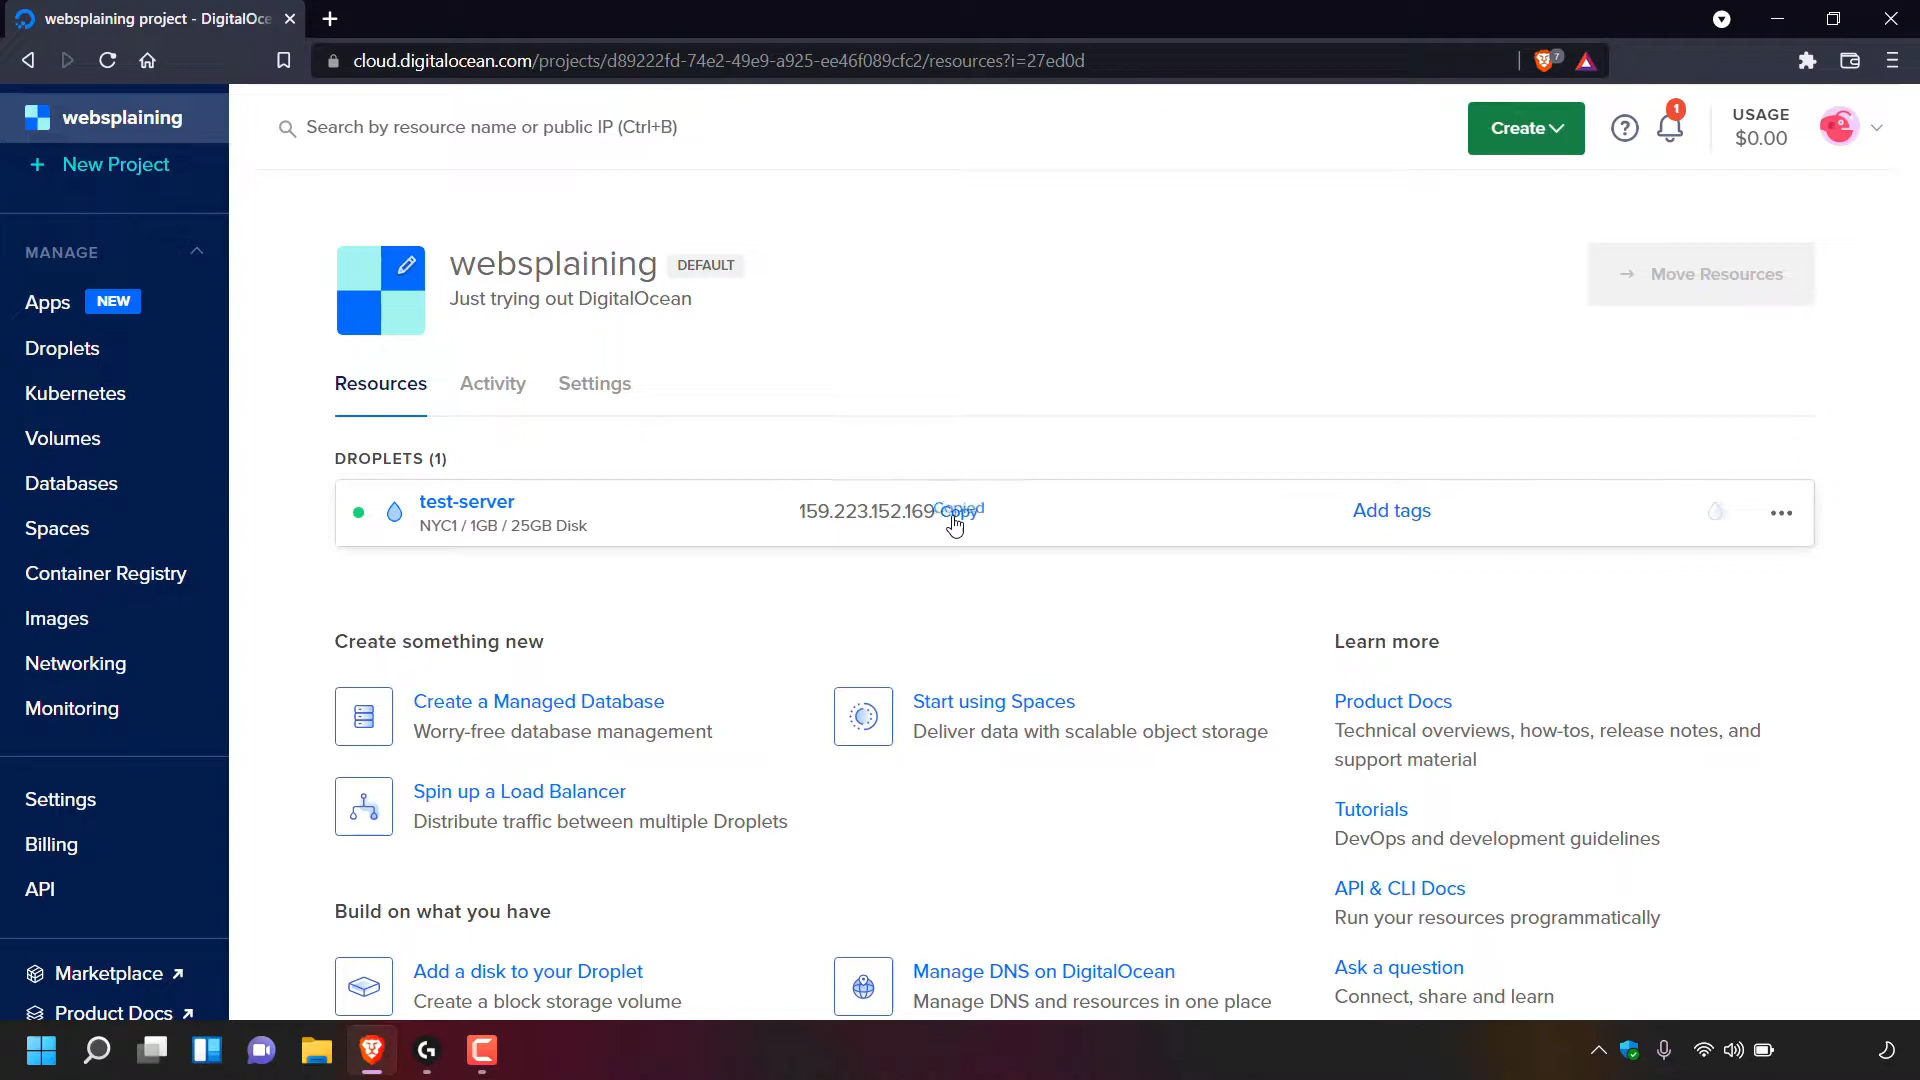 websplaining project - DigitalOce
cloud.digitalocean.com/projects/d89222fd-74e2-49e9-a925-ee46f089cfc2/resources?i=27ed0d
7
websplaining
+ New Project
MANAGE
Apps NEW
Droplets
Kubernetes
Volumes
Databases
Spaces
Container Registry
Images
Networking
Monitoring
Settings
Billing
API
Marketplace
Product Docs
Search by resource name or public IP (Ctrl+B)
Create
?
1
USAGE
$0.00
websplaining DEFAULT
Just trying out DigitalOcean
→ Move Resources
Resources Activity Settings
DROPLETS (1)
test-server
NYC1 / 1GB / 25GB Disk
159.223.152.169
Copied
Copy
Add tags
Create something new
Create a Managed Database
Worry-free database management
Start using Spaces
Deliver data with scalable object storage
Spin up a Load Balancer
Distribute traffic between multiple Droplets
Build on what you have
Add a disk to your Droplet
Create a block storage volume
Manage DNS on DigitalOcean
Manage DNS and resources in one place
Learn more
Product Docs
Technical overviews, how-tos, release notes, and
support material
Tutorials
DevOps and development guidelines
API & CLI Docs
Run your resources programmatically
Ask a question
Connect, share and learn